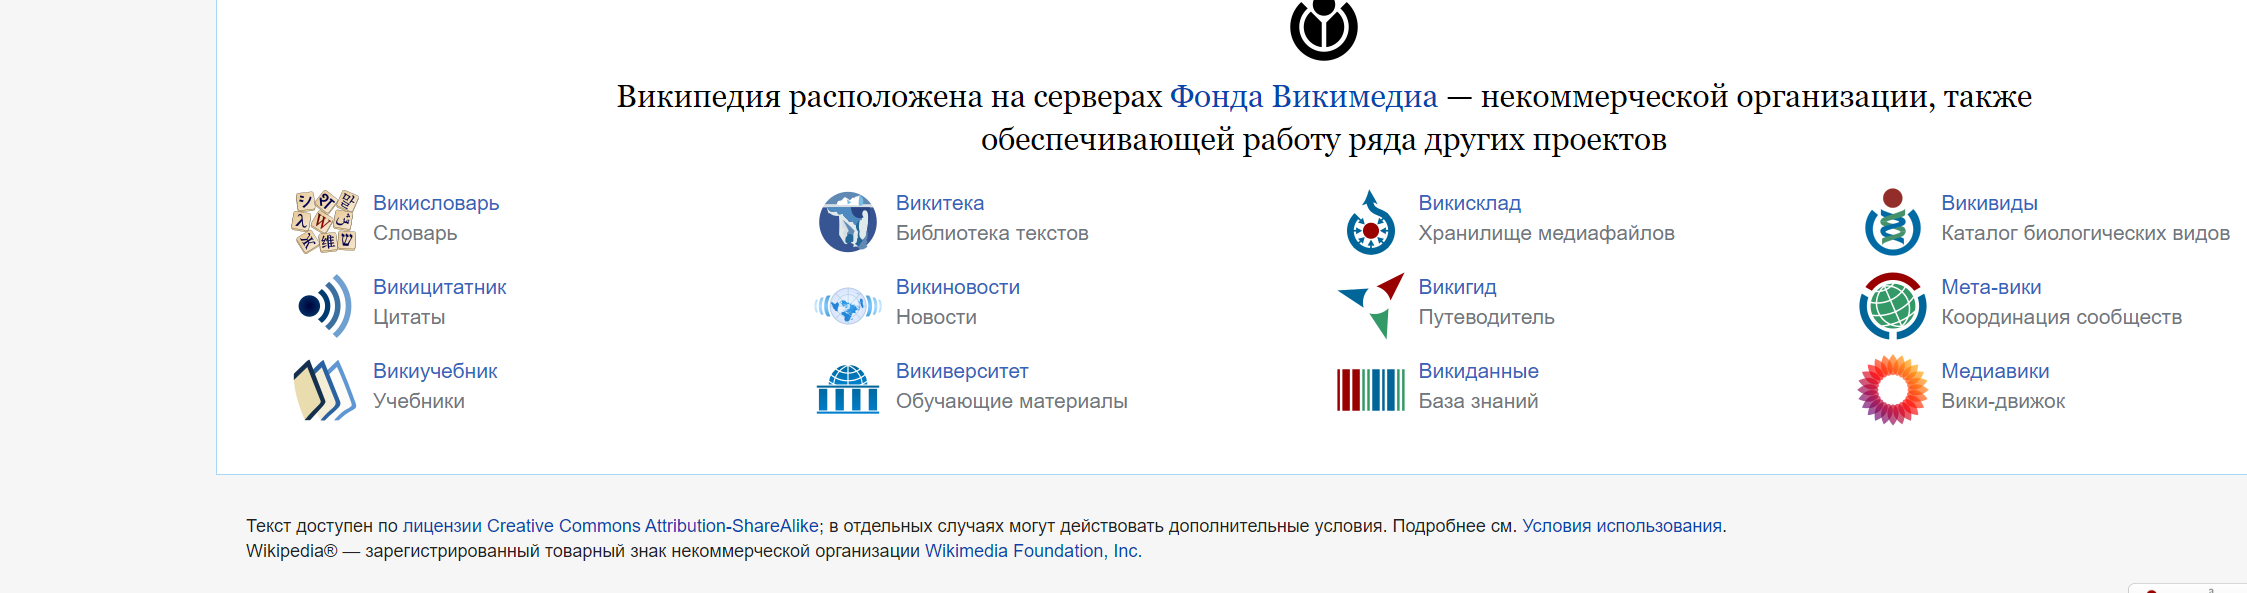 Википедия расположена на серверах Фонда Викимедиа — некоммерческой организации, также
обеспечивающей работу ряда других проектов
Викисловарь
Словарь
Викитека
Библиотека текстов
Викисклад
Хранилище медиафайлов
Викивиды
Каталог биологических видов
Викицитатник
Цитаты
Викиновости
Новости
Викигид
Путеводитель
Мета-вики
Координация сообществ
Викиучебник
Учебники
Викиверситет
Обучающие материалы
Викиданные
База знаний
Медиавики
Вики-движок
Текст доступен по лицензии Creative Commons Attribution-ShareAlike; в отдельных случаях могут действовать дополнительные условия. Подробнее см. Условия использования.
Wikipedia® — зарегистрированный товарный знак некоммерческой организации Wikimedia Foundation, Inc.